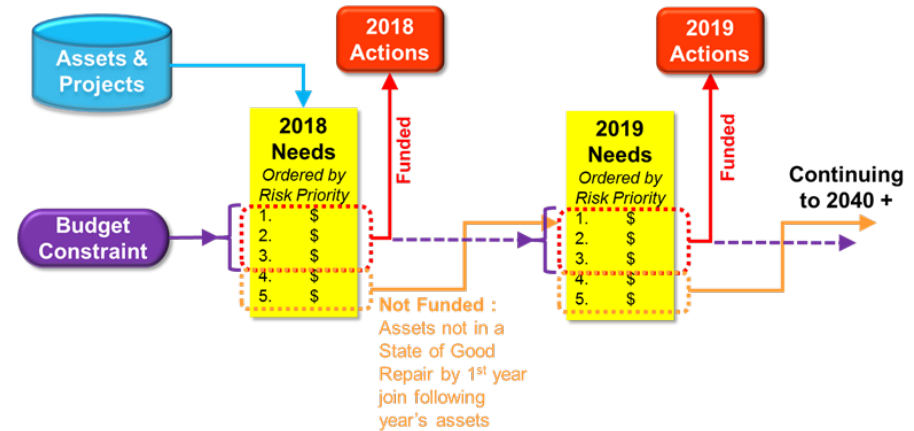 Assets &
Projects
2018
Actions
2019
Actions
2018
Needs
Ordered by
Risk Priority
1. $
2. $
3. $
4. $
5. $
Funded
Budget
Constraint
Not Funded :
Assets not in a
State of Good
Repair by 1st year
join following
year's assets
2019
Needs
Ordered by
Risk Priority
1. $
2. $
3. $
4. $
5. $
Funded
Continuing
to 2040 +